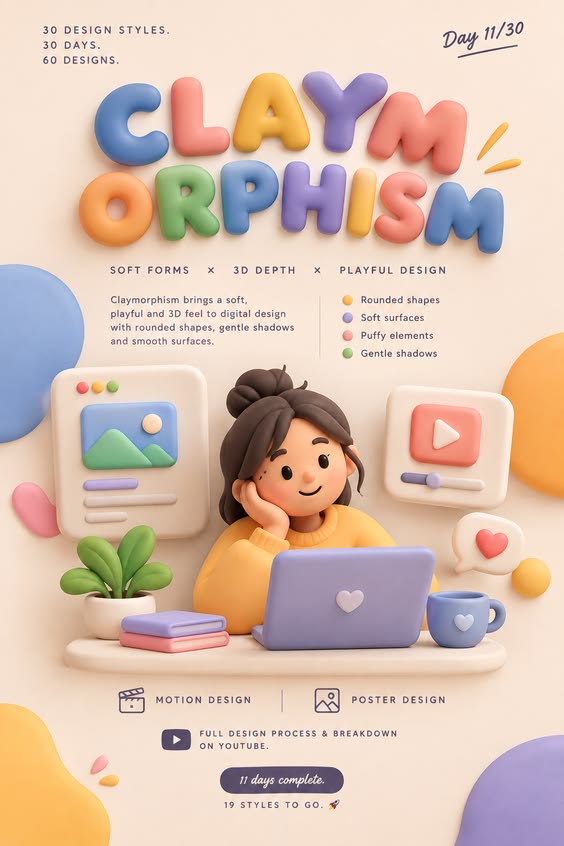 30 DESIGN STYLES.
30 DAYS.
60 DESIGNS.
Day 11/30
CLAYM
ORPHISM
SOFT FORMS × 3D DEPTH × PLAYFUL DESIGN
Claymorphism brings a soft,
playful and 3D feel to digital design
with rounded shapes, gentle shadows
and smooth surfaces.
Rounded shapes
Soft surfaces
Puffy elements
Gentle shadows
MOTION DESIGN
POSTER DESIGN
FULL DESIGN PROCESS & BREAKDOWN
ON YOUTUBE.
11 days complete.
19 STYLES TO GO. 🚀